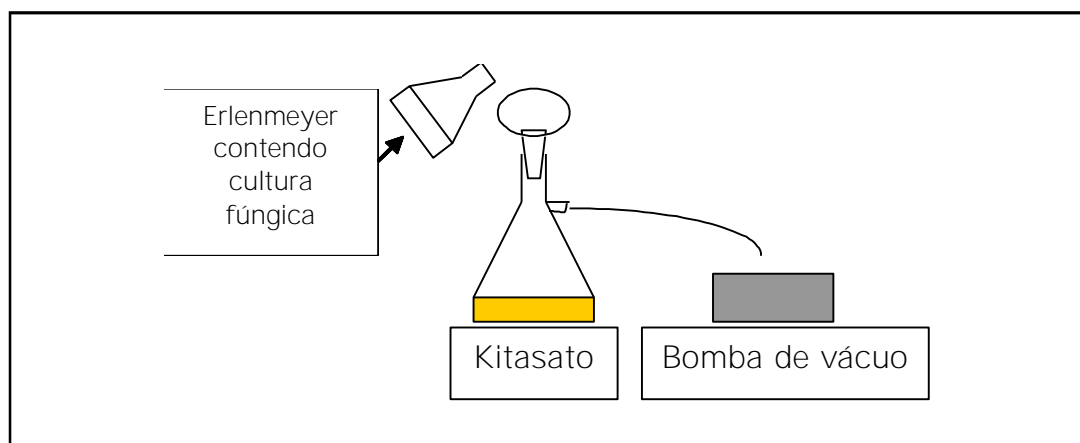 Erlenmeyer
contendo
cultura
fúngica
Kitasato
Bomba de vácuo